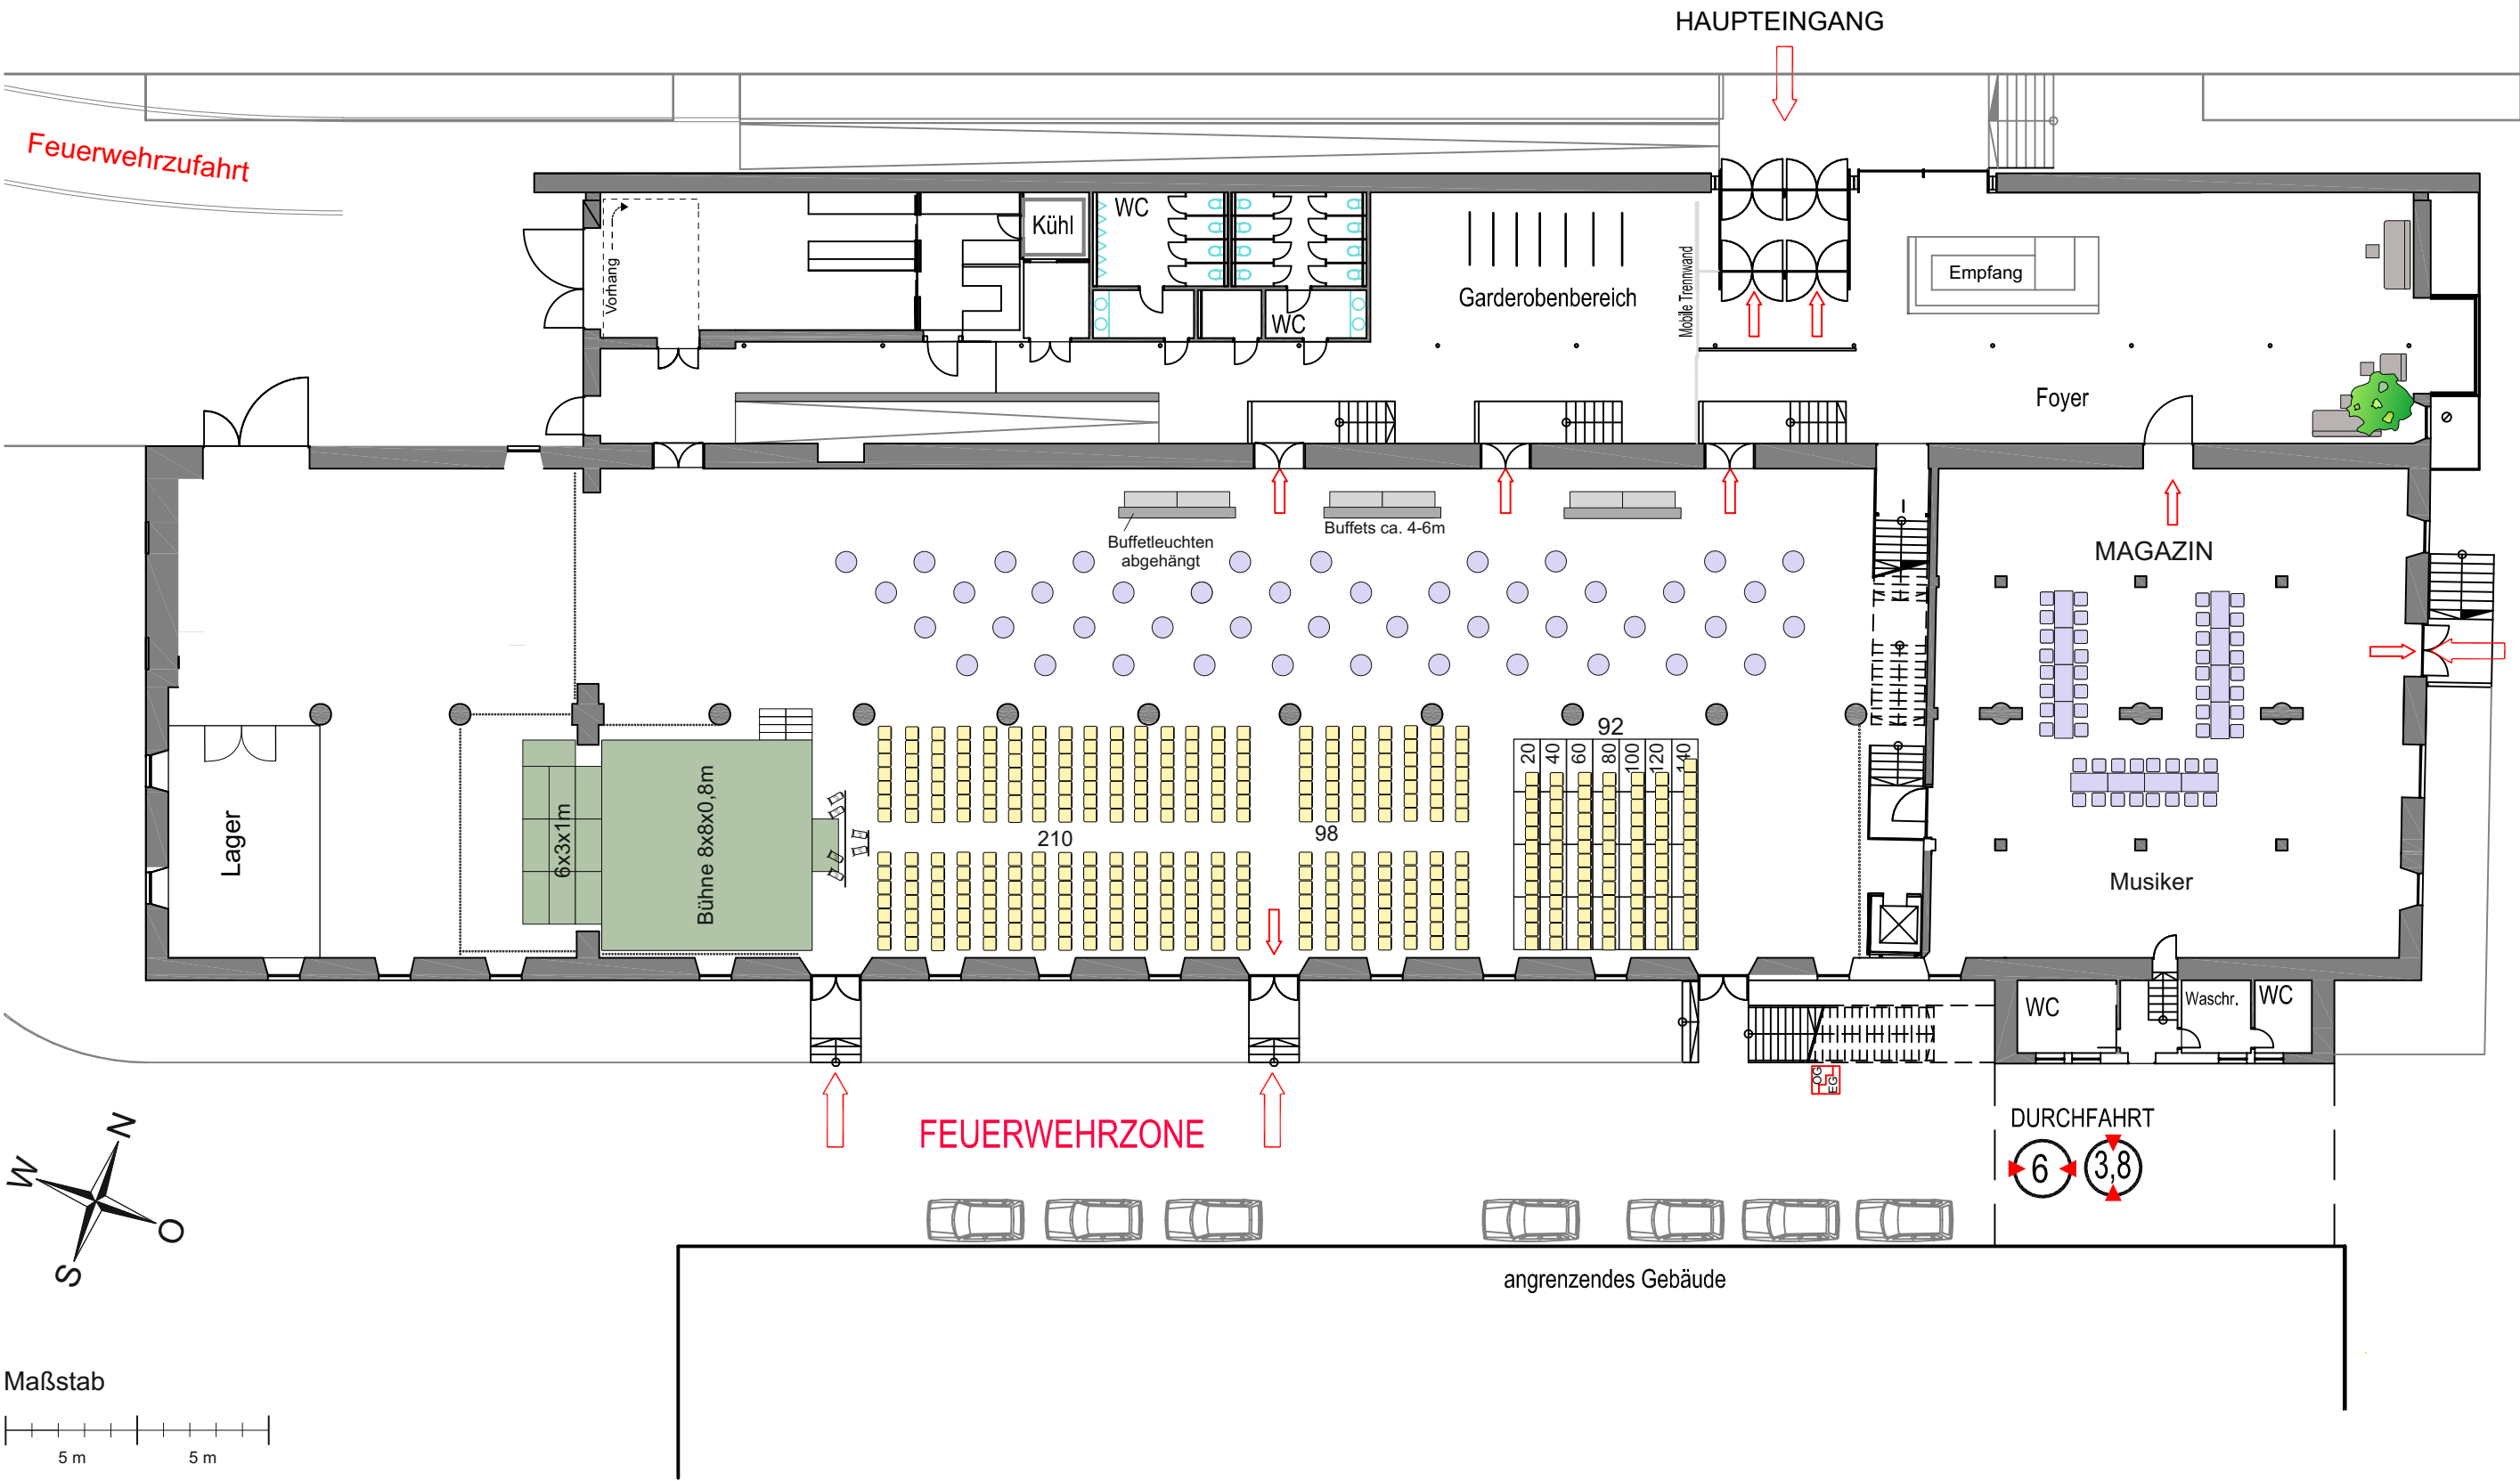 HAUPTEINGANG
Feuerwehrzufahrt
Vorhang
Kühl
WC
WC
Garderobenbereich
Mobile Trennwand
Empfang
Foyer
Buffetleuchten
abgehängt
Buffets ca. 4-6m
MAGAZIN
Lager
6x3x1m
Bühne 8x8x0,8m
210
98
92
20
40
60
80
100
120
140
Musiker
WC
Waschr.
WC
OG
EG
FEUERWEHRZONE
DURCHFAHRT
6
3,8
N
W
O
S
angrenzendes Gebäude
Maßstab
5 m
5 m